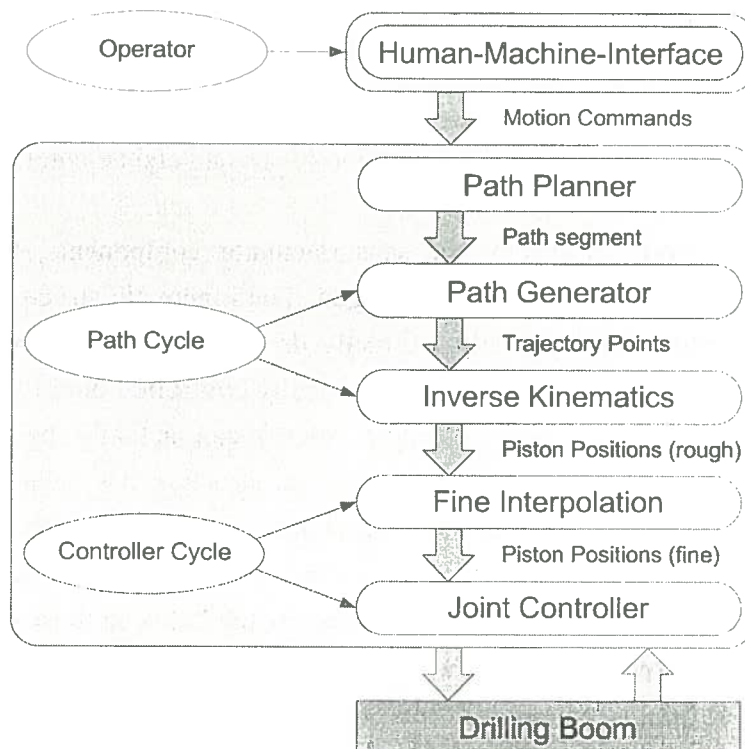 Operator
Human-Machine-Interface
Motion Commands
Path Planner
Path segment
Path Generator
Path Cycle
Trajectory Points
Inverse Kinematics
Piston Positions (rough)
Fine Interpolation
Controller Cycle
Piston Positions (fine)
Joint Controller
Drilling Boom